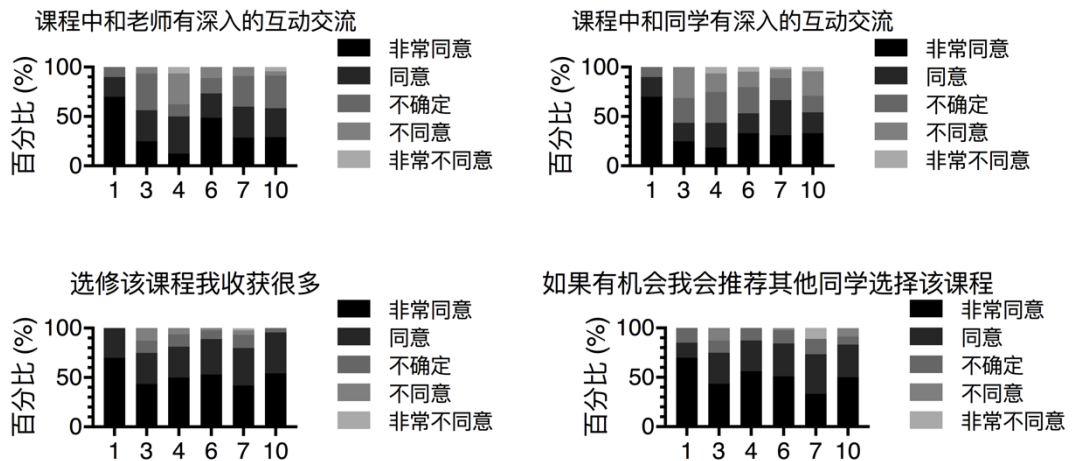 课程中和老师有深入的互动交流
百分比 (%)
100
50
0
1 3 4 6 7 10
非常同意
同意
不确定
不同意
非常不同意
课程中和同学有深入的互动交流
百分比 (%)
100
50
0
1 3 4 6 7 10
非常同意
同意
不确定
不同意
非常不同意
选修该课程我收获很多
百分比 (%)
100
50
0
1 3 4 6 7 10
非常同意
同意
不确定
不同意
非常不同意
如果有机会我会推荐其他同学选择该课程
百分比 (%)
100
50
0
1 3 4 6 7 10
非常同意
同意
不确定
不同意
非常不同意